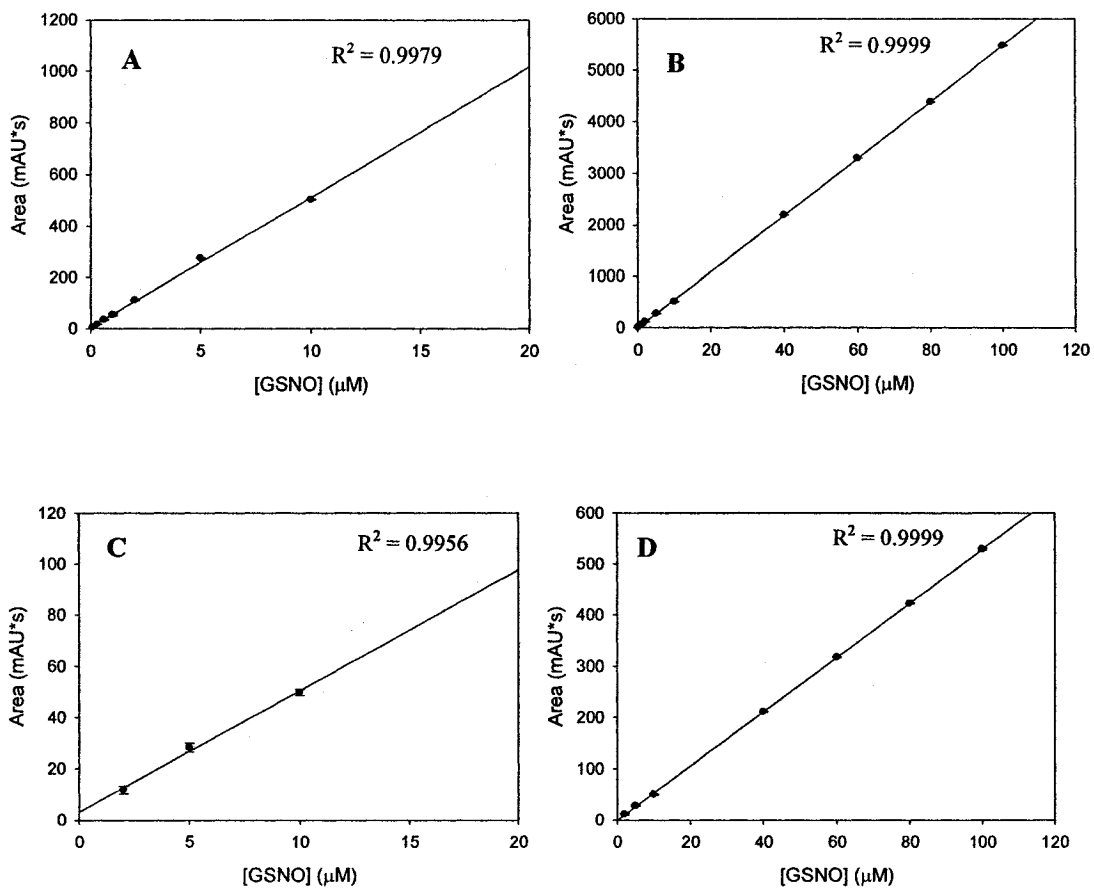 A
R² = 0.9979
1200
1000
800
600
400
200
0
Area (mAU*s)
0 5 10 15 20
[GSNO] (μM)
B
R² = 0.9999
6000
5000
4000
3000
2000
1000
0
Area (mAU*s)
0 20 40 60 80 100 120
[GSNO] (μM)
C
R² = 0.9956
120
100
80
60
40
20
0
Area (mAU*s)
0 5 10 15 20
[GSNO] (μM)
D
R² = 0.9999
600
500
400
300
200
100
0
Area (mAU*s)
0 20 40 60 80 100 120
[GSNO] (μM)